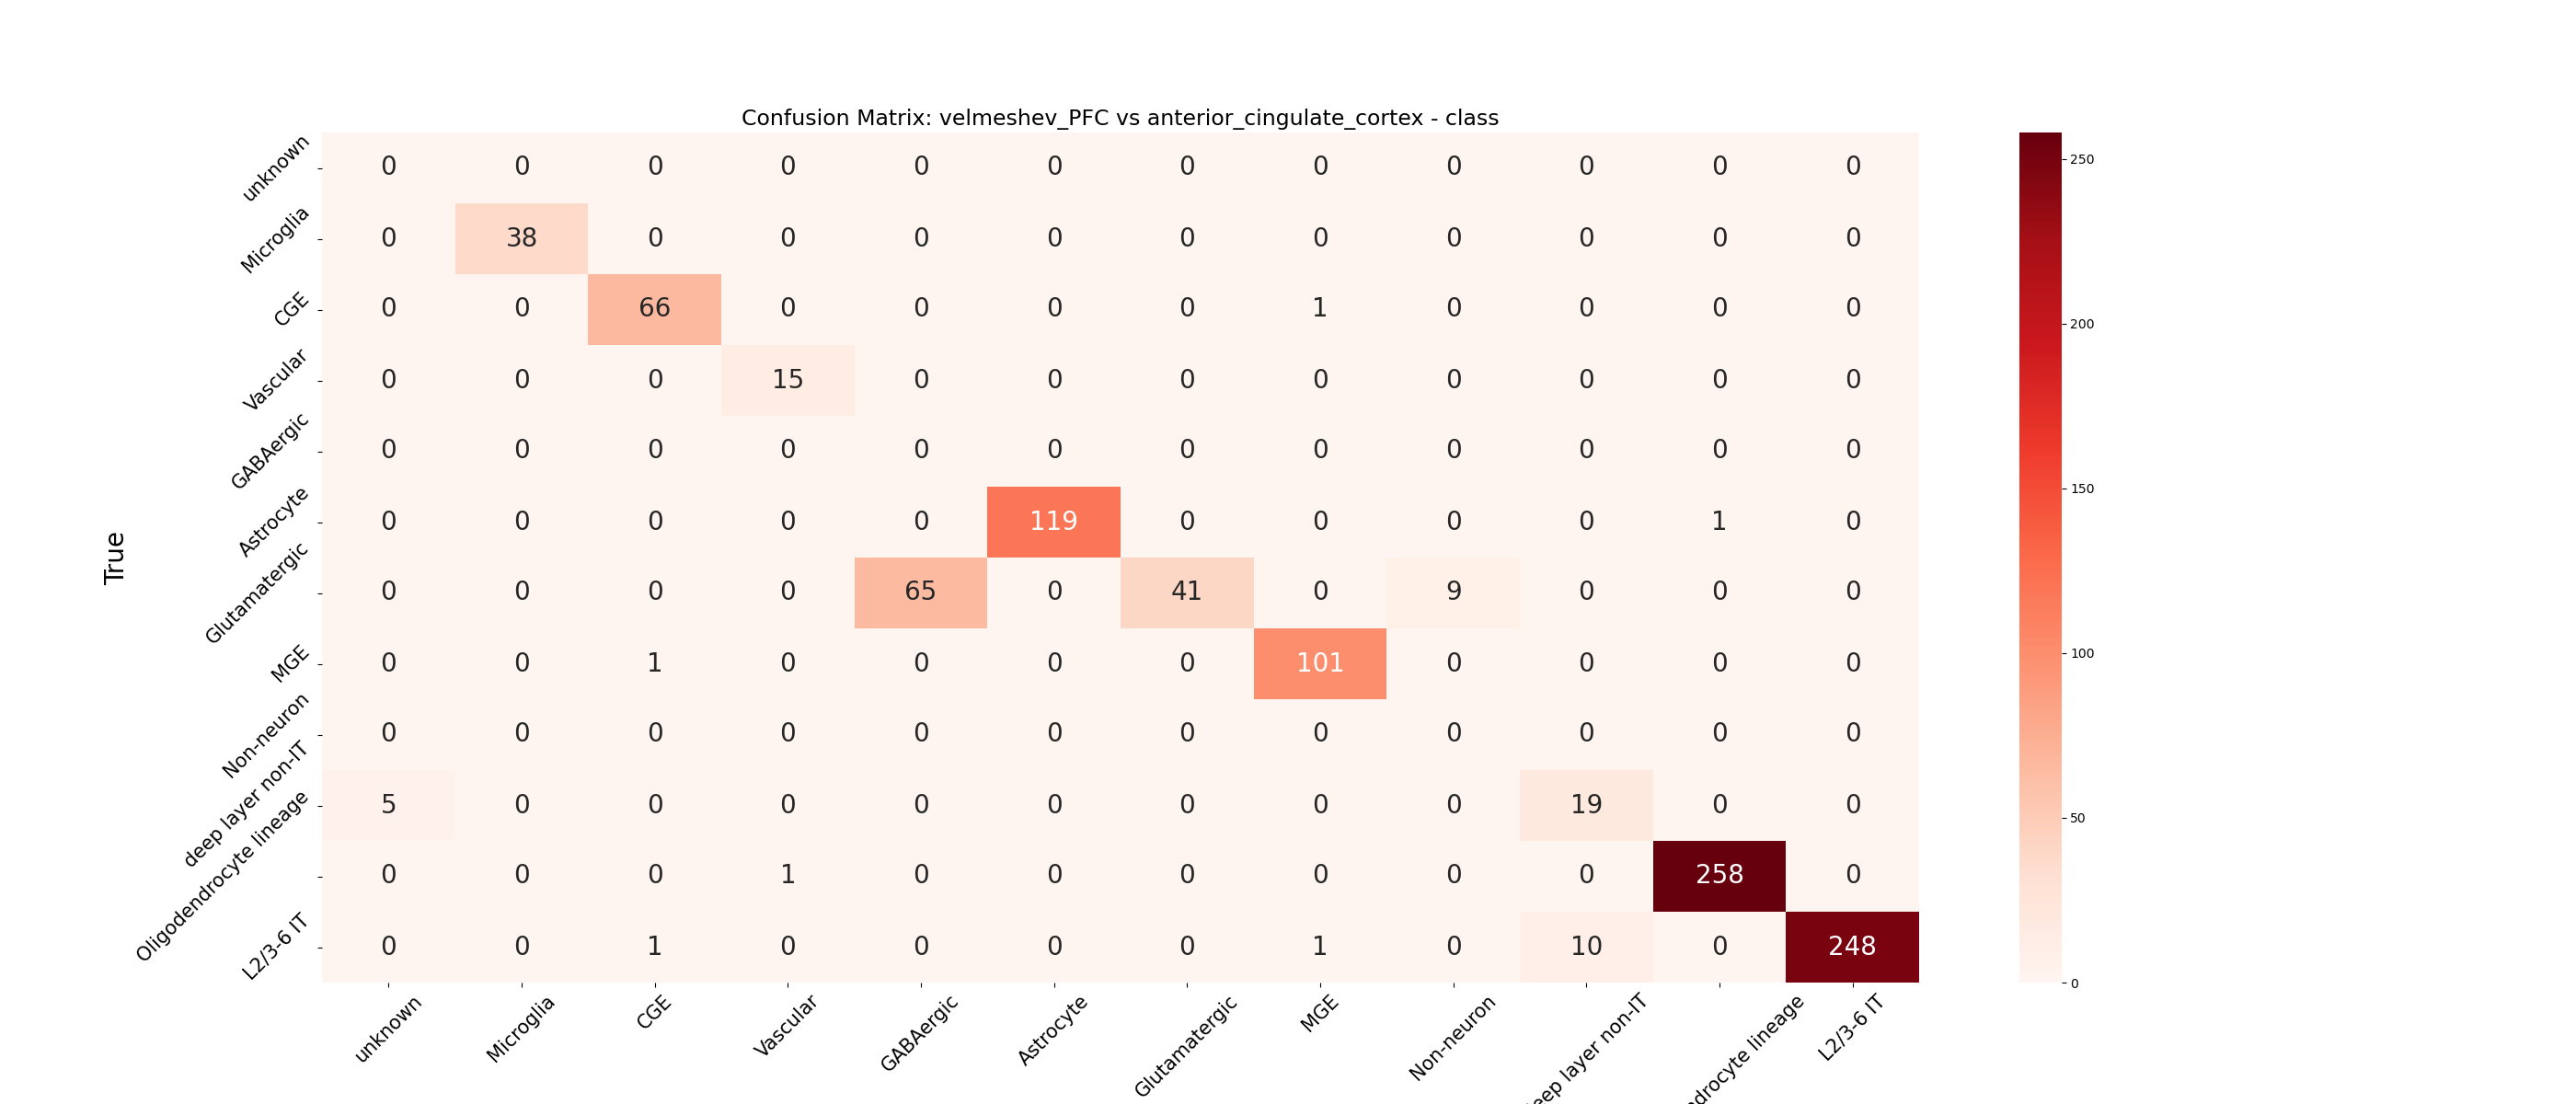 Confusion Matrix: velmeshev_PFC vs anterior_cingulate_cortex - class
True
unknown 0 0 0 0 0 0 0 0 0 0 0 0
Microglia 0 38 0 0 0 0 0 0 0 0 0 0
CGE 0 0 66 0 0 0 0 1 0 0 0 0
Vascular 0 0 0 15 0 0 0 0 0 0 0 0
GABAergic 0 0 0 0 0 0 0 0 0 0 0 0
Astrocyte 0 0 0 0 0 119 0 0 0 0 1 0
Glutamatergic 0 0 0 0 65 0 41 0 9 0 0 0
MGE 0 0 1 0 0 0 0 101 0 0 0 0
Non-neuron 0 0 0 0 0 0 0 0 0 0 0 0
deep layer non-IT 5 0 0 0 0 0 0 0 0 19 0 0
Oligodendrocyte lineage 0 0 0 1 0 0 0 0 0 0 258 0
L2/3-6 IT 0 0 1 0 0 0 0 1 0 10 0 248
unknown Microglia CGE Vascular GABAergic Astrocyte Glutamatergic MGE Non-neuron eep layer non-IT ndrocyte lineage L2/3-6 IT
250
200
150
100
50
0